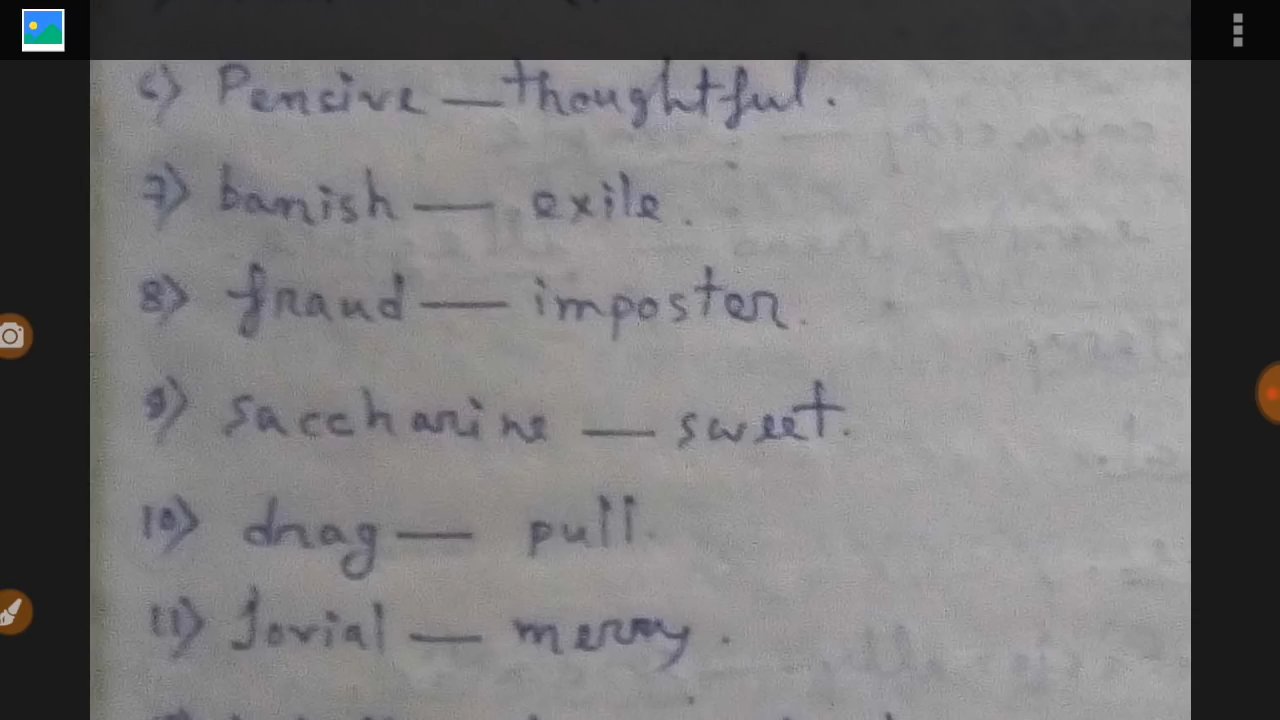 6) Pensive — thoughtful.
7) banish — exile.
8) fraud — imposter.
9) saccharine — sweet.
10) drag — pull.
11) Jovial — merry.